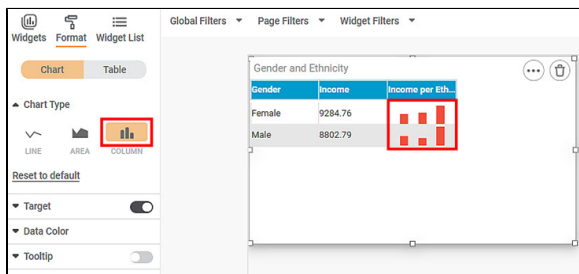 Widgets Format Widget List
Global Filters Page Filters Widget Filters
Chart Table
Chart Type
LINE AREA COLUMN
Reset to default
Target
Data Color
Tooltip
Gender and Ethnicity
Gender Income Income per Eth...
Female 9284.76
Male 8802.79